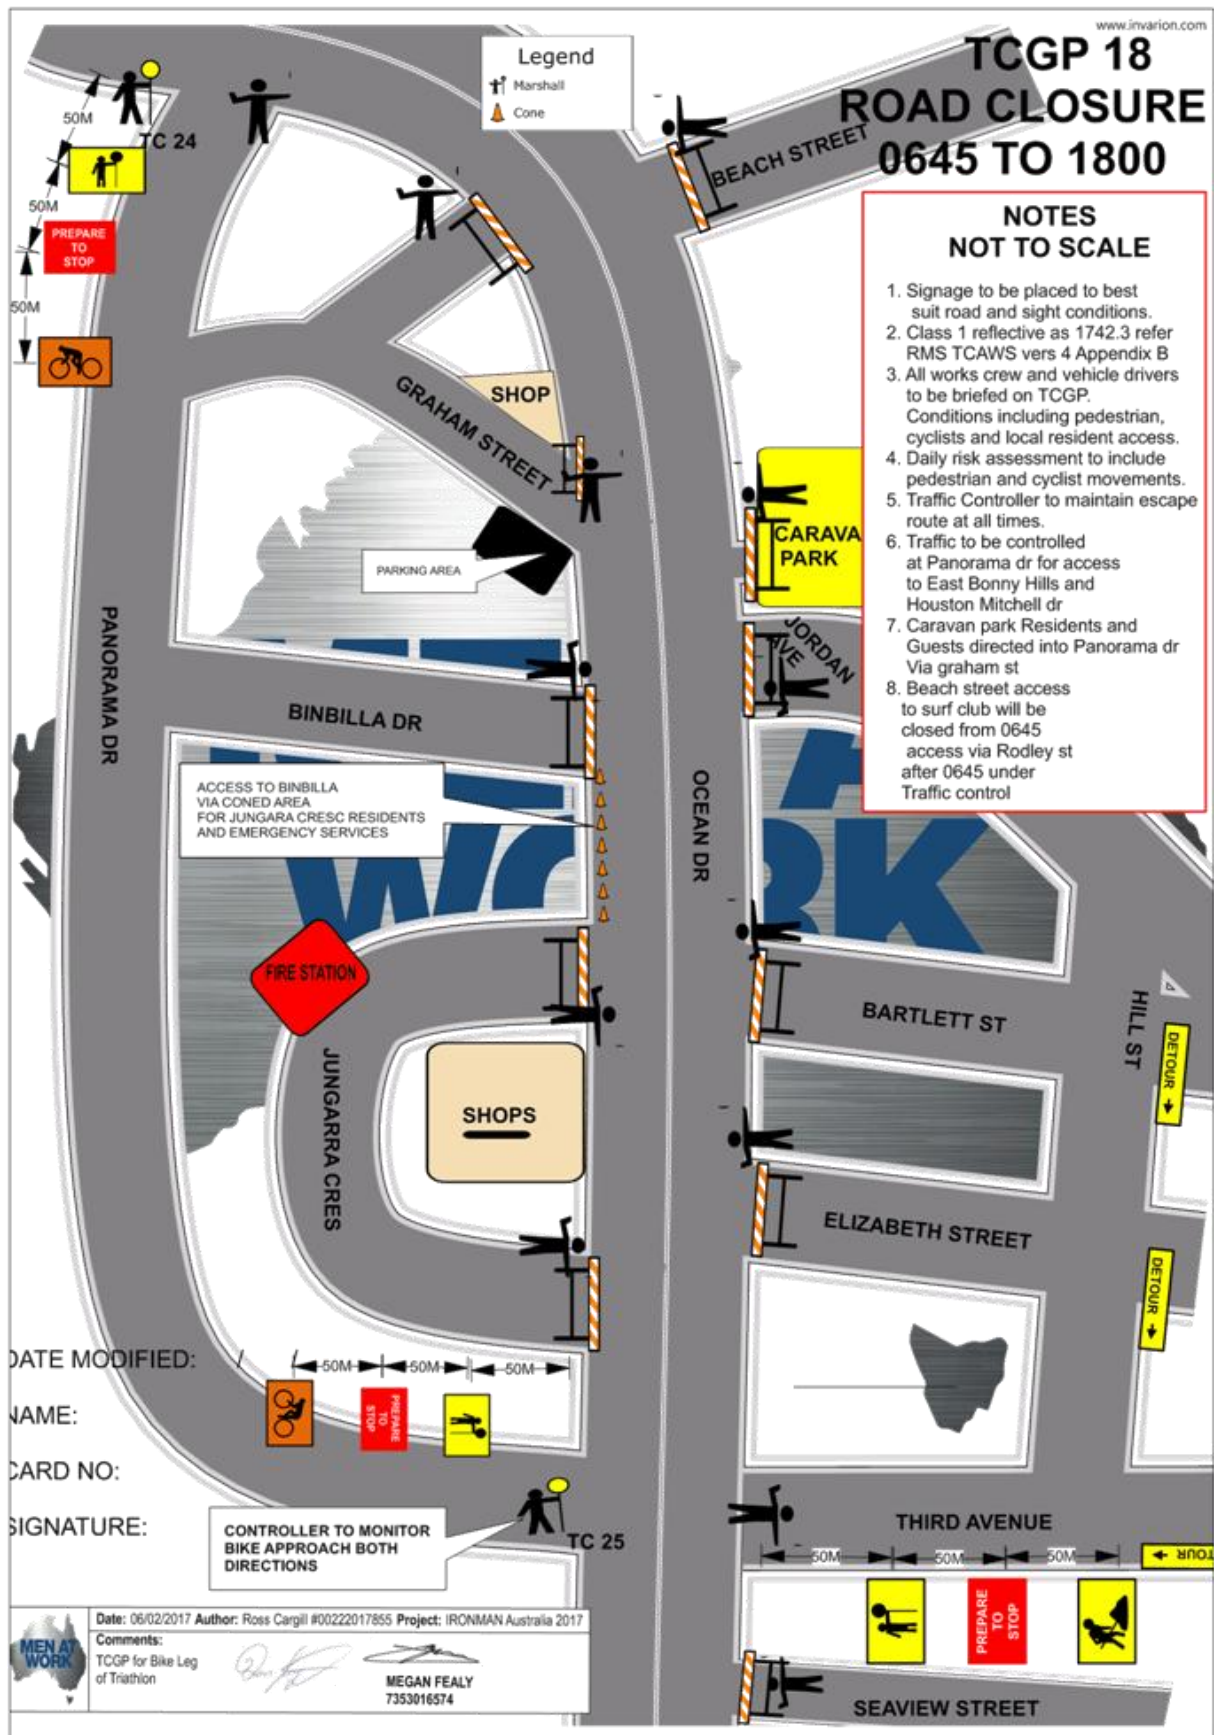 www.invarion.com
TCGP 18
ROAD CLOSURE
0645 TO 1800
Legend
Marshall
Cone
NOTES
NOT TO SCALE
1. Signage to be placed to best
suit road and sight conditions.
2. Class 1 reflective as 1742.3 refer
RMS TCAWS vers 4 Appendix B
3. All works crew and vehicle drivers
to be briefed on TCGP.
Conditions including pedestrian,
cyclists and local resident access.
4. Daily risk assessment to include
pedestrian and cyclist movements.
5. Traffic Controller to maintain escape
route at all times.
6. Traffic to be controlled
at Panorama dr for access
to East Bonny Hills and
Houston Mitchell dr
7. Caravan park Residents and
Guests directed into Panorama dr
Via graham st
8. Beach street access
to surf club will be
closed from 0645
access via Rodley st
after 0645 under
Traffic control
50M
TC 24
50M
PREPARE
TO
STOP
50M
BEACH STREET
GRAHAM STREET
SHOP
PARKING AREA
CARAVA
PARK
JORDAN
AVE
PANORAMA DR
BINBILLA DR
OCEAN DR
ACCESS TO BINBILLA
VIA CONED AREA
FOR JUNGARA CRESC RESIDENTS
AND EMERGENCY SERVICES
WO
RK
FIRE STATION
JUNGARRA CRES
SHOPS
BARTLETT ST
HILL ST
DETOUR
ELIZABETH STREET
DETOUR
DATE MODIFIED: / /
NAME:
CARD NO:
SIGNATURE:
50M 50M 50M
PREPARE
TO
STOP
CONTROLLER TO MONITOR
BIKE APPROACH BOTH
DIRECTIONS
TC 25
THIRD AVENUE
50M 50M 50M
TOUR
PREPARE
TO
STOP
SEAVIEW STREET
MEN AT
WORK
Date: 06/02/2017 Author: Ross Cargill #00222017855 Project: IRONMAN Australia 2017
Comments:
TCGP for Bike Leg
of Triathlon
MEGAN FEALY
7353016574